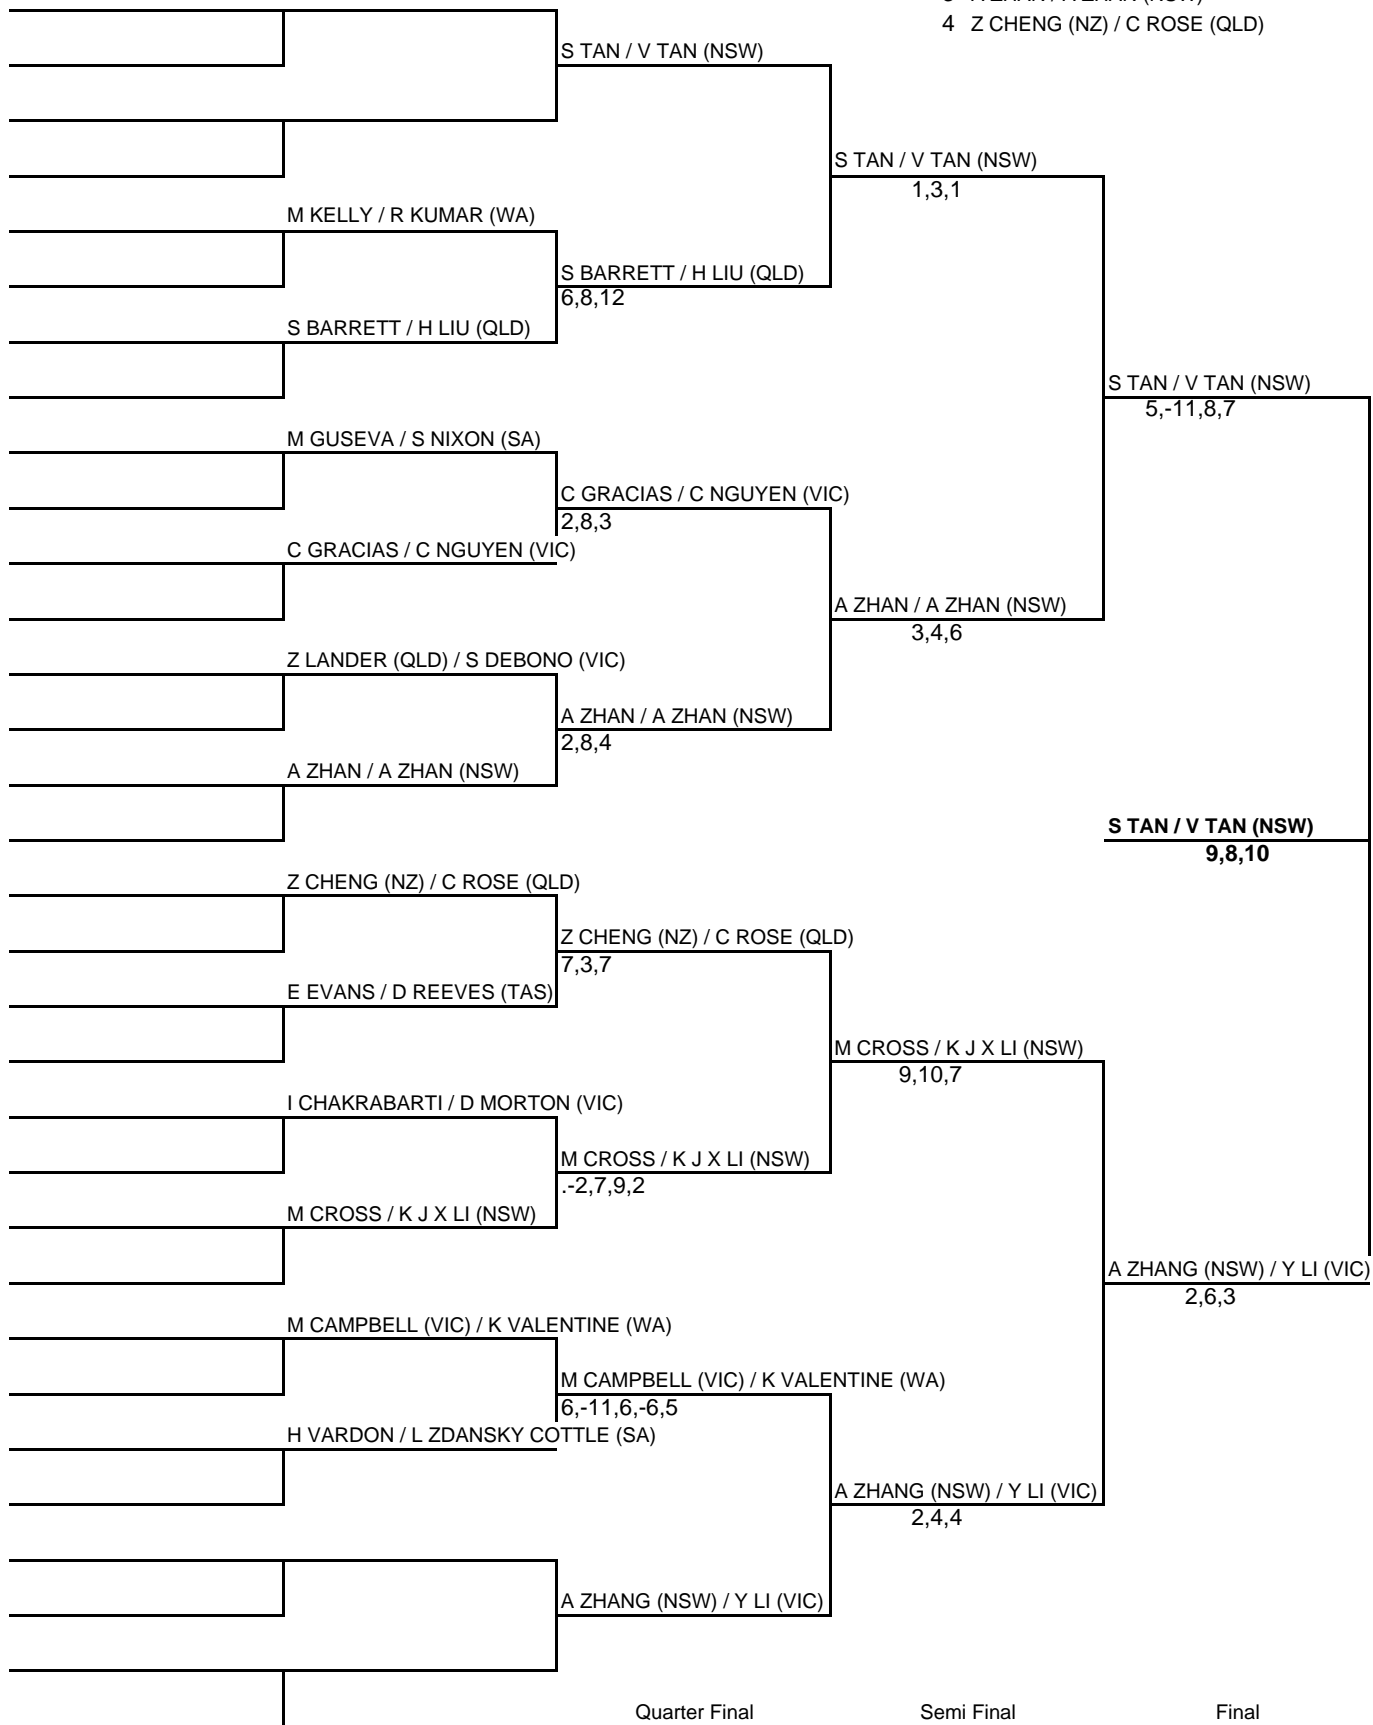 4 Z CHENG (NZ) / C ROSE (QLD)
S TAN / V TAN (NSW)
S TAN / V TAN (NSW)
1,3,1
M KELLY / R KUMAR (WA)
S BARRETT / H LIU (QLD)
6,8,12
S BARRETT / H LIU (QLD)
S TAN / V TAN (NSW)
5,-11,8,7
M GUSEVA / S NIXON (SA)
C GRACIAS / C NGUYEN (VIC)
2,8,3
C GRACIAS / C NGUYEN (VIC)
A ZHAN / A ZHAN (NSW)
3,4,6
Z LANDER (QLD) / S DEBONO (VIC)
A ZHAN / A ZHAN (NSW)
2,8,4
A ZHAN / A ZHAN (NSW)
S TAN / V TAN (NSW)
9,8,10
Z CHENG (NZ) / C ROSE (QLD)
Z CHENG (NZ) / C ROSE (QLD)
7,3,7
E EVANS / D REEVES (TAS)
M CROSS / K J X LI (NSW)
9,10,7
I CHAKRABARTI / D MORTON (VIC)
M CROSS / K J X LI (NSW)
.-2,7,9,2
M CROSS / K J X LI (NSW)
A ZHANG (NSW) / Y LI (VIC)
2,6,3
M CAMPBELL (VIC) / K VALENTINE (WA)
M CAMPBELL (VIC) / K VALENTINE (WA)
6,-11,6,-6,5
H VARDON / L ZDANSKY COTTLE (SA)
A ZHANG (NSW) / Y LI (VIC)
2,4,4
A ZHANG (NSW) / Y LI (VIC)
Quarter Final Semi Final Final